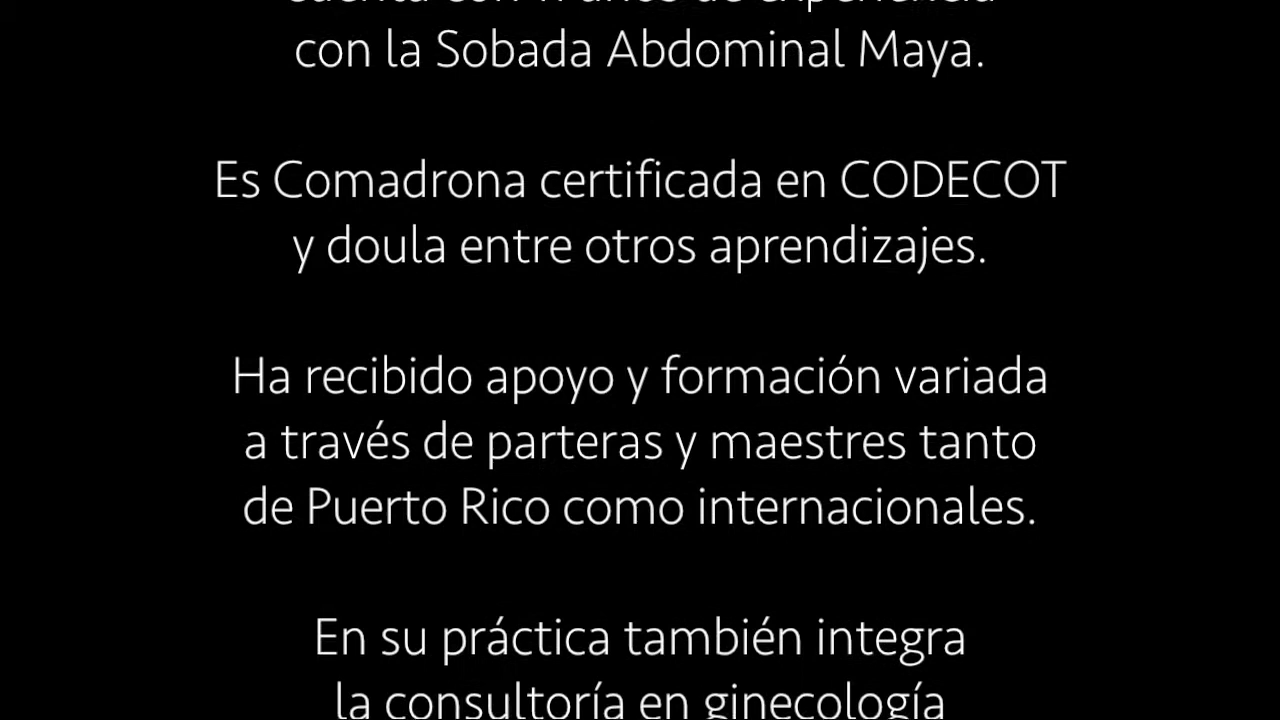 con la Sobada Abdominal Maya.
Es Comadrona certificada en CODECOT
y doula entre otros aprendizajes.
Ha recibido apoyo y formación variada
a través de parteras y maestres tanto
de Puerto Rico como internacionales.
En su práctica también integra
la consultoría en ginecología